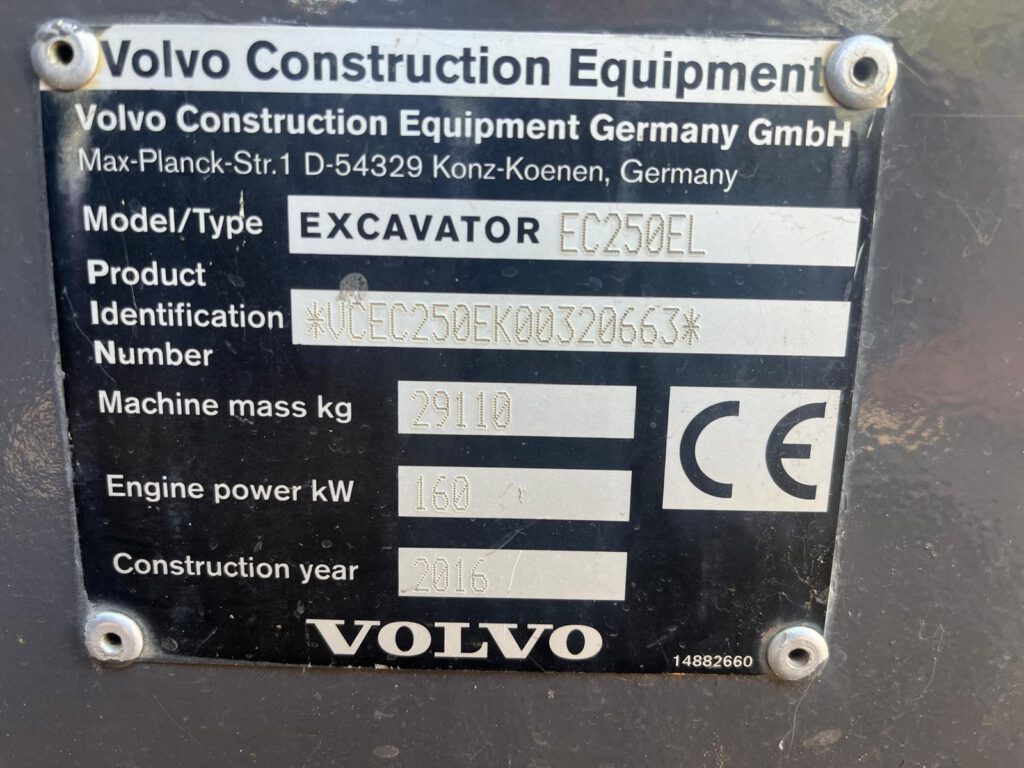 Volvo Construction Equipment
Volvo Construction Equipment Germany GmbH
Max-Planck-Str.1 D-54329 Konz-Koenen, Germany
Model/Type EXCAVATOR EC250EL
Product
Identification *VCEC250EK00320663*
Number
Machine mass kg 29110
CE
Engine power kW 160
Construction year 2016
VOLVO
14882660